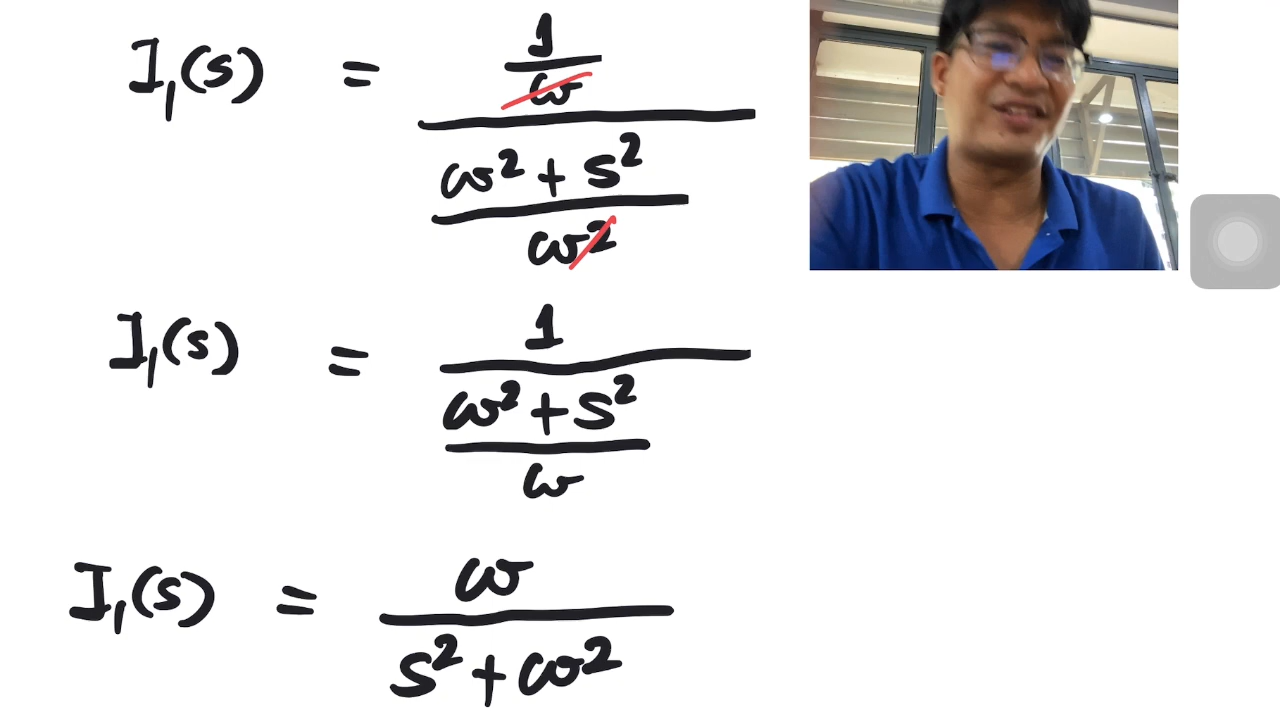 I₁(s) = (1/ω) / ((ω² + s²)/ω²)
I₁(s) = 1 / ((ω² + s²)/ω)
I₁(s) = ω / (s² + ω²)